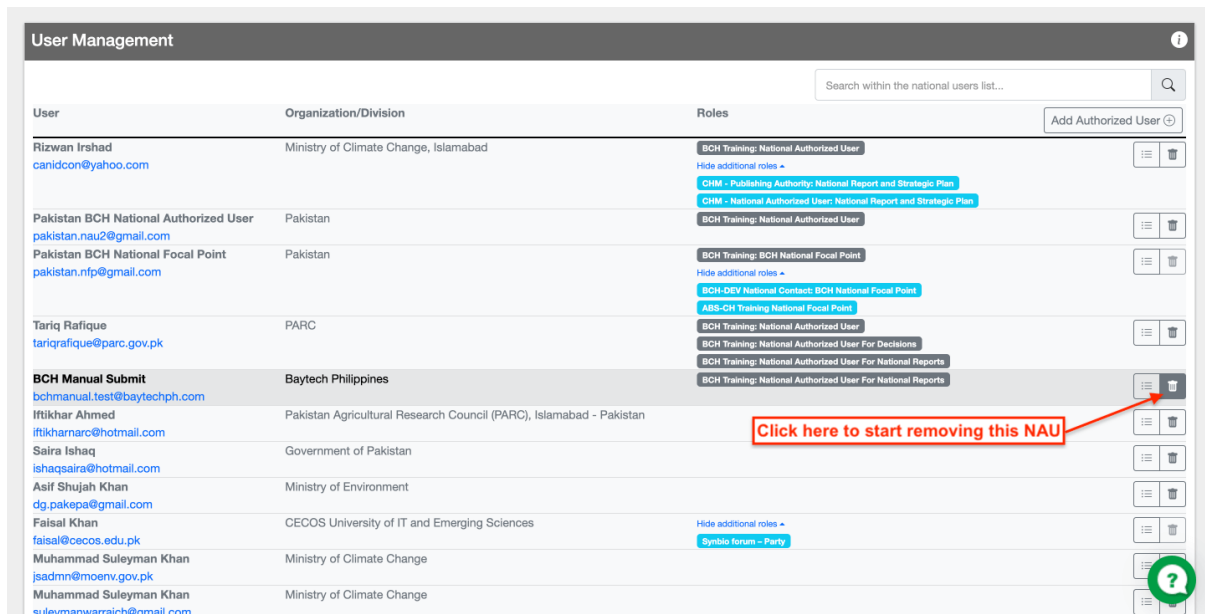 User Management
Search within the national users list...
User Organization/Division Roles Add Authorized User
Rizwan Irshad Ministry of Climate Change, Islamabad BCH Training: National Authorized User
canidcon@yahoo.com Hide additional roles
CHM - Publishing Authority: National Report and Strategic Plan
CHM - National Authorized User: National Report and Strategic Plan
Pakistan BCH National Authorized User Pakistan BCH Training: National Authorized User
pakistan.nau2@gmail.com
Pakistan BCH National Focal Point Pakistan BCH Training: BCH National Focal Point
pakistan.nfp@gmail.com Hide additional roles
BCH-DEV National Contact: BCH National Focal Point
ABS-CH Training National Focal Point
Tariq Rafique PARC BCH Training: National Authorized User
tariqrafique@parc.gov.pk BCH Training: National Authorized User For Decisions
BCH Training: National Authorized User For National Reports
BCH Manual Submit Baytech Philippines BCH Training: National Authorized User For National Reports
bchmanual.test@baytechph.com
Iftikhar Ahmed Pakistan Agricultural Research Council (PARC), Islamabad - Pakistan
iftikharnarc@hotmail.com
Click here to start removing this NAU
Saira Ishaq Government of Pakistan
ishaqsaira@hotmail.com
Asif Shujah Khan Ministry of Environment
dg.pakepa@gmail.com
Faisal Khan CECOS University of IT and Emerging Sciences Hide additional roles
faisal@cecos.edu.pk Synbio forum – Party
Muhammad Suleyman Khan Ministry of Climate Change
jsadmn@moenv.gov.pk
Muhammad Suleyman Khan Ministry of Climate Change
suleymanwarraich@gmail.com